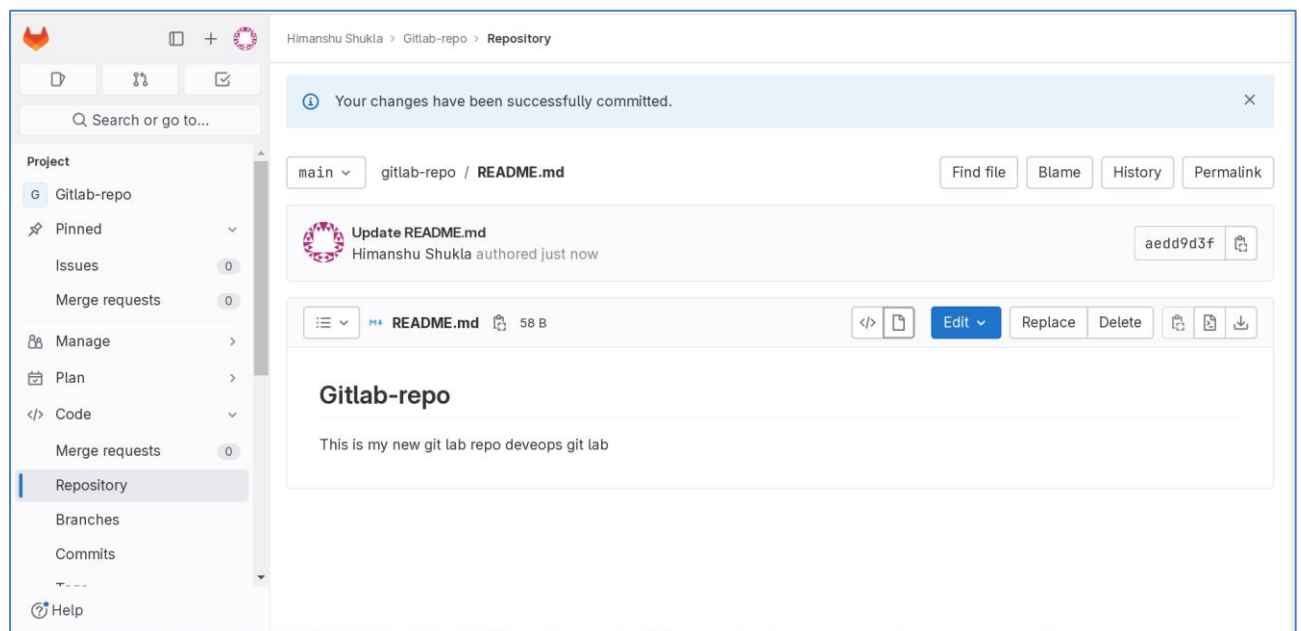 Himanshu Shukla > Gitlab-repo > Repository
Search or go to...
Your changes have been successfully committed.
Project
G Gitlab-repo
Pinned
Issues 0
Merge requests 0
Manage
Plan
Code
Merge requests 0
Repository
Branches
Commits
Help
main gitlab-repo / README.md Find file Blame History Permalink
Update README.md
Himanshu Shukla authored just now aedd9d3f
README.md 58 B </> Edit Replace Delete
Gitlab-repo
This is my new git lab repo deveops git lab